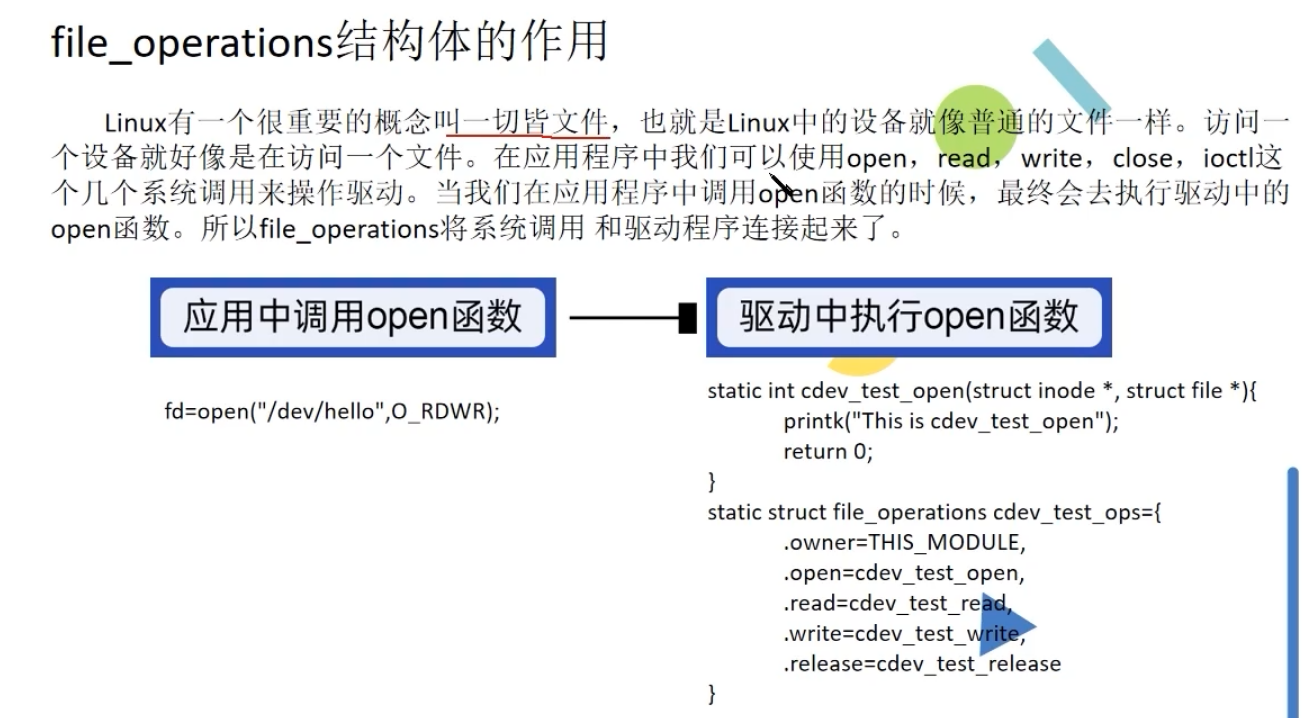 file_operations结构体的作用
Linux有一个很重要的概念叫一切皆文件，也就是Linux中的设备就像普通的文件一样。访问一
个设备就好像是在访问一个文件。在应用程序中我们可以使用open，read，write，close，ioctl这
个几个系统调用来操作驱动。当我们在应用程序中调用open函数的时候，最终会去执行驱动中的
open函数。所以file_operations将系统调用 和驱动程序连接起来了。
应用中调用open函数
驱动中执行open函数
fd=open("/dev/hello",O_RDWR);
static int cdev_test_open(struct inode *, struct file *){
printk("This is cdev_test_open");
return 0;
}
static struct file_operations cdev_test_ops={
.owner=THIS_MODULE,
.open=cdev_test_open,
.read=cdev_test_read,
.write=cdev_test_write,
.release=cdev_test_release
}